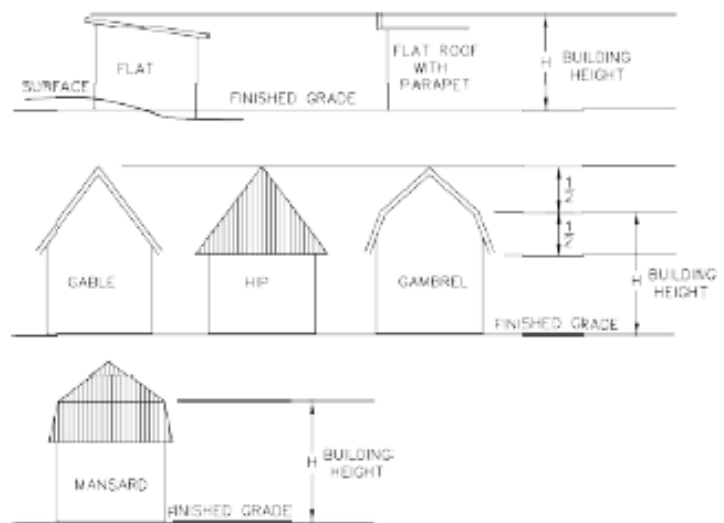 FLAT
FLAT ROOF
WITH
PARAPET
H BUILDING
HEIGHT
SURFACE
FINISHED GRADE
1/2
1/2
GABLE
HIP
GAMBREL
H BUILDING
HEIGHT
FINISHED GRADE
MANSARD
H BUILDING
HEIGHT
FINISHED GRADE